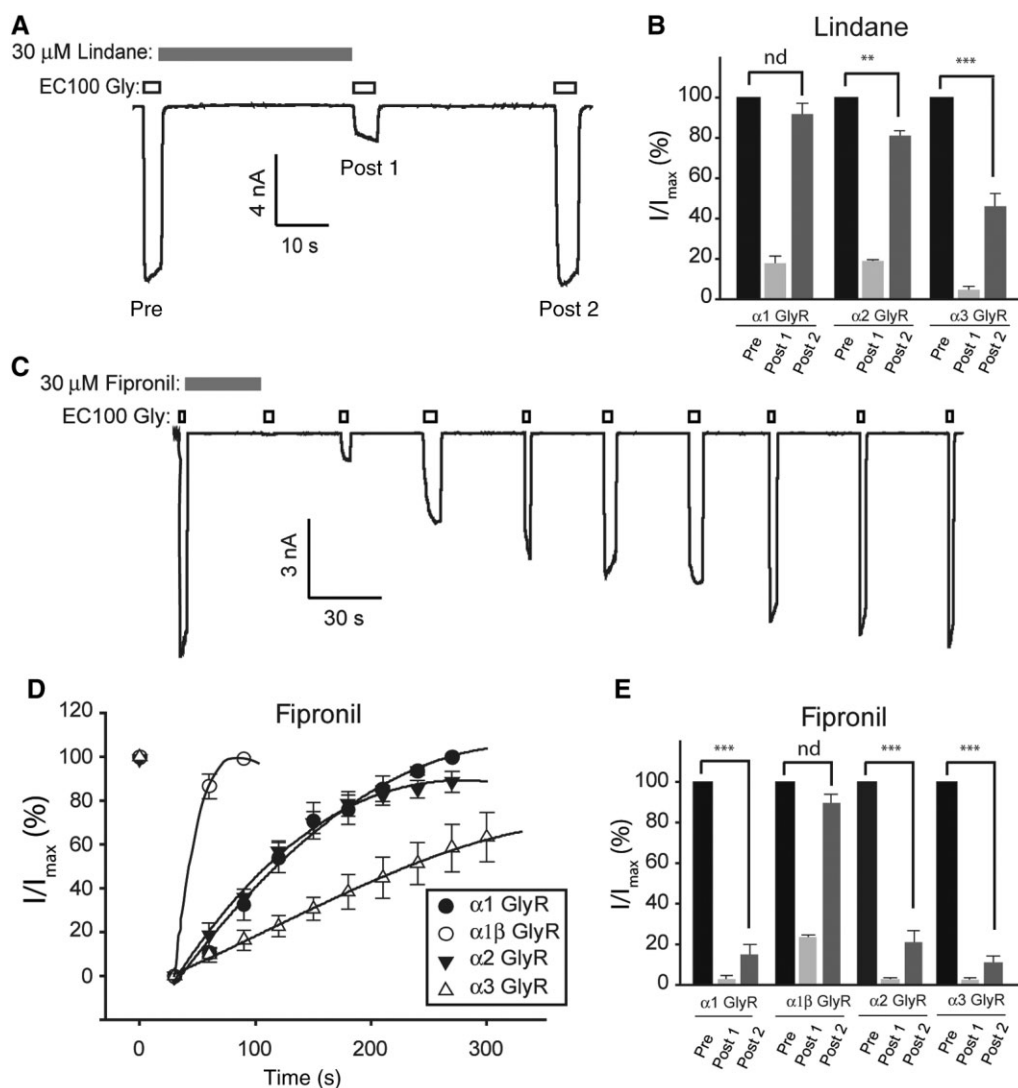 A
30 μM Lindane:
EC100 Gly:
Post 1
4 nA
10 s
Pre
Post 2
B
Lindane
nd
**
***
100
80
60
40
20
0
I/Imax (%)
α1 GlyR
α2 GlyR
α3 GlyR
Pre
Post 1
Post 2
Pre
Post 1
Post 2
Pre
Post 1
Post 2
C
30 μM Fipronil:
EC100 Gly:
3 nA
30 s
D
Fipronil
120
100
80
60
40
20
0
I/Imax (%)
α1 GlyR
α1β GlyR
α2 GlyR
α3 GlyR
0
100
200
300
Time (s)
E
Fipronil
***
nd
***
***
100
80
60
40
20
0
I/Imax (%)
α1 GlyR
α1β GlyR
α2 GlyR
α3 GlyR
Pre
Post 1
Post 2
Pre
Post 1
Post 2
Pre
Post 1
Post 2
Pre
Post 1
Post 2